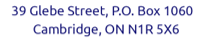 39 Glebe Street, P.O. Box 1060
Cambridge, ON N1R 5X6